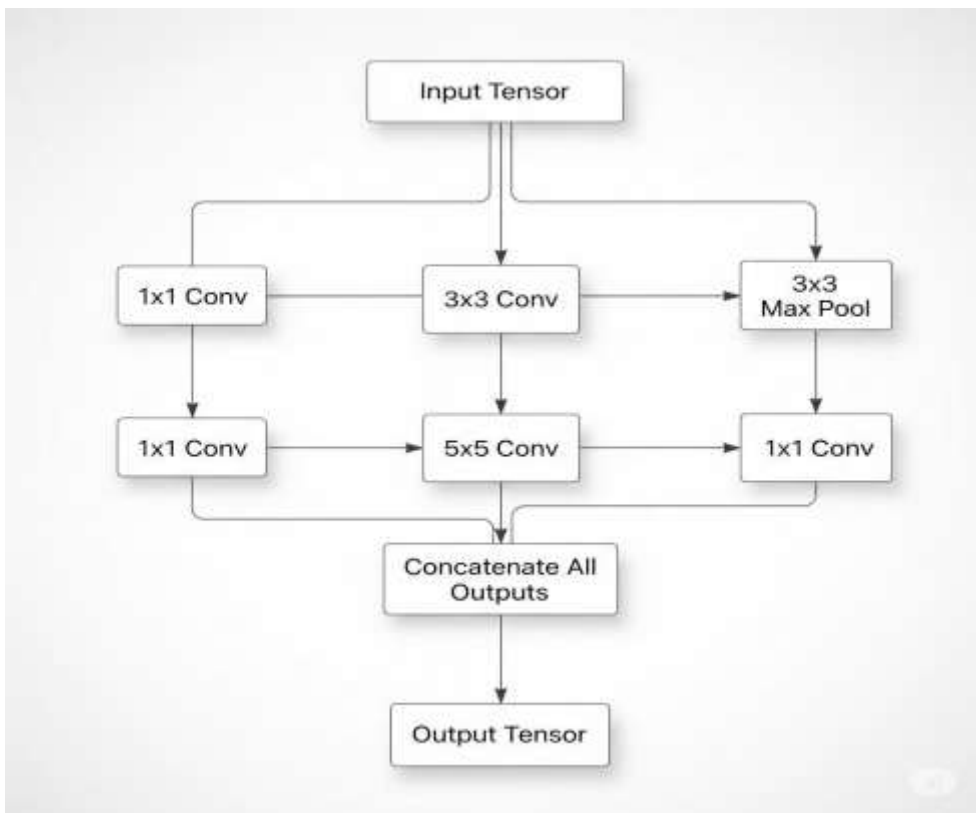 Input Tensor
1x1 Conv
3x3 Conv
3x3
Max Pool
1x1 Conv
5x5 Conv
1x1 Conv
Concatenate All
Outputs
Output Tensor